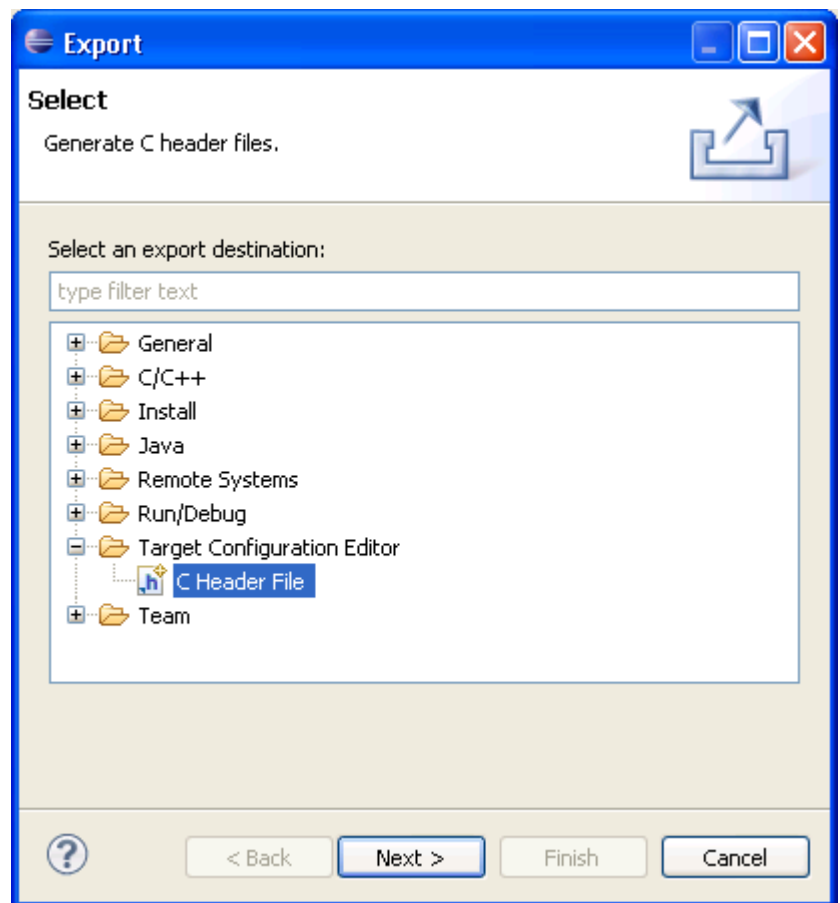 Export
Select
Generate C header files.
Select an export destination:
type filter text
General
C/C++
Install
Java
Remote Systems
Run/Debug
Target Configuration Editor
.h C Header File
Team
? < Back Next > Finish Cancel